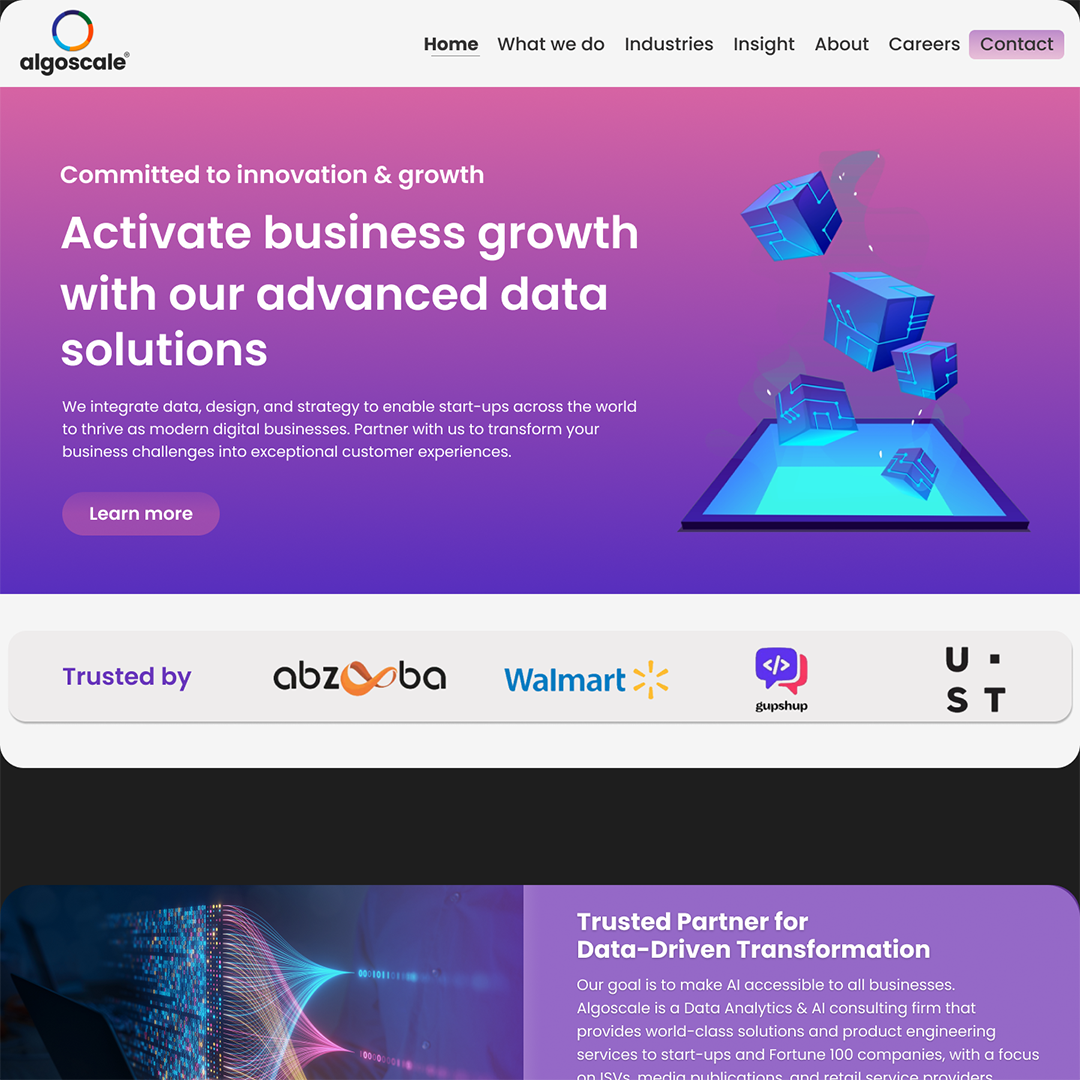 algoscale®
Home What we do Industries Insight About Careers Contact
Committed to innovation & growth
Activate business growth
with our advanced data
solutions
We integrate data, design, and strategy to enable start-ups across the world
to thrive as modern digital businesses. Partner with us to transform your
business challenges into exceptional customer experiences.
Learn more
Trusted by
abzooba
Walmart
gupshup
U ·
S T
Trusted Partner for
Data-Driven Transformation
Our goal is to make AI accessible to all businesses.
Algoscale is a Data Analytics & AI consulting firm that
provides world-class solutions and product engineering
services to start-ups and Fortune 100 companies, with a focus
on ISVs, media publications, and retail service providers